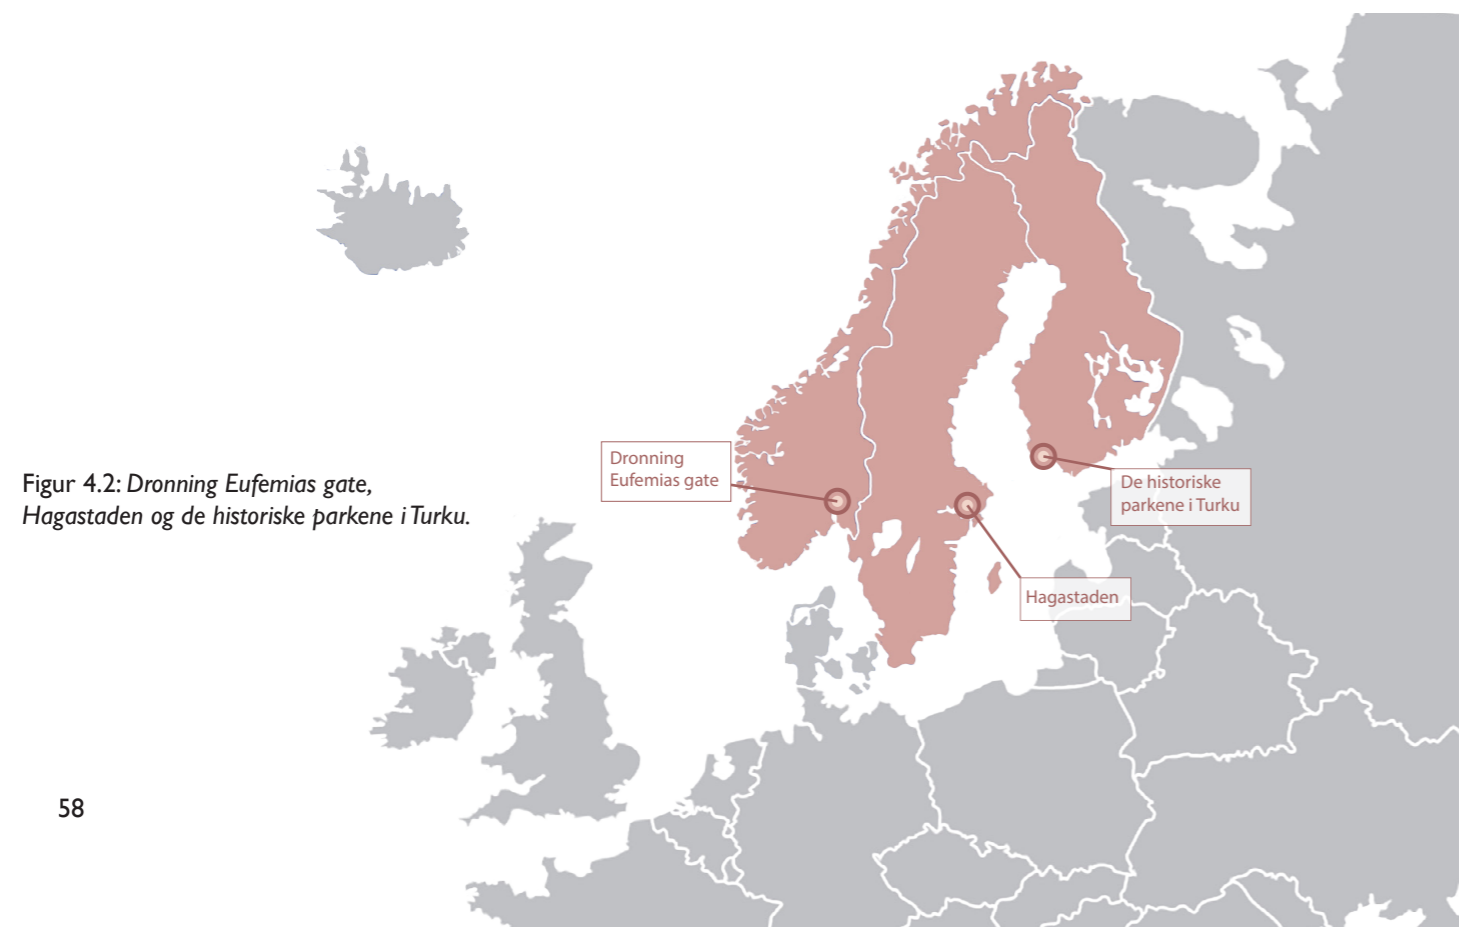 Dronning
Eufemias gate
De historiske
parkene i Turku
Figur 4.2: Dronning Eufemias gate,
Hagastaden og de historiske parkene i Turku.
Hagastaden
58